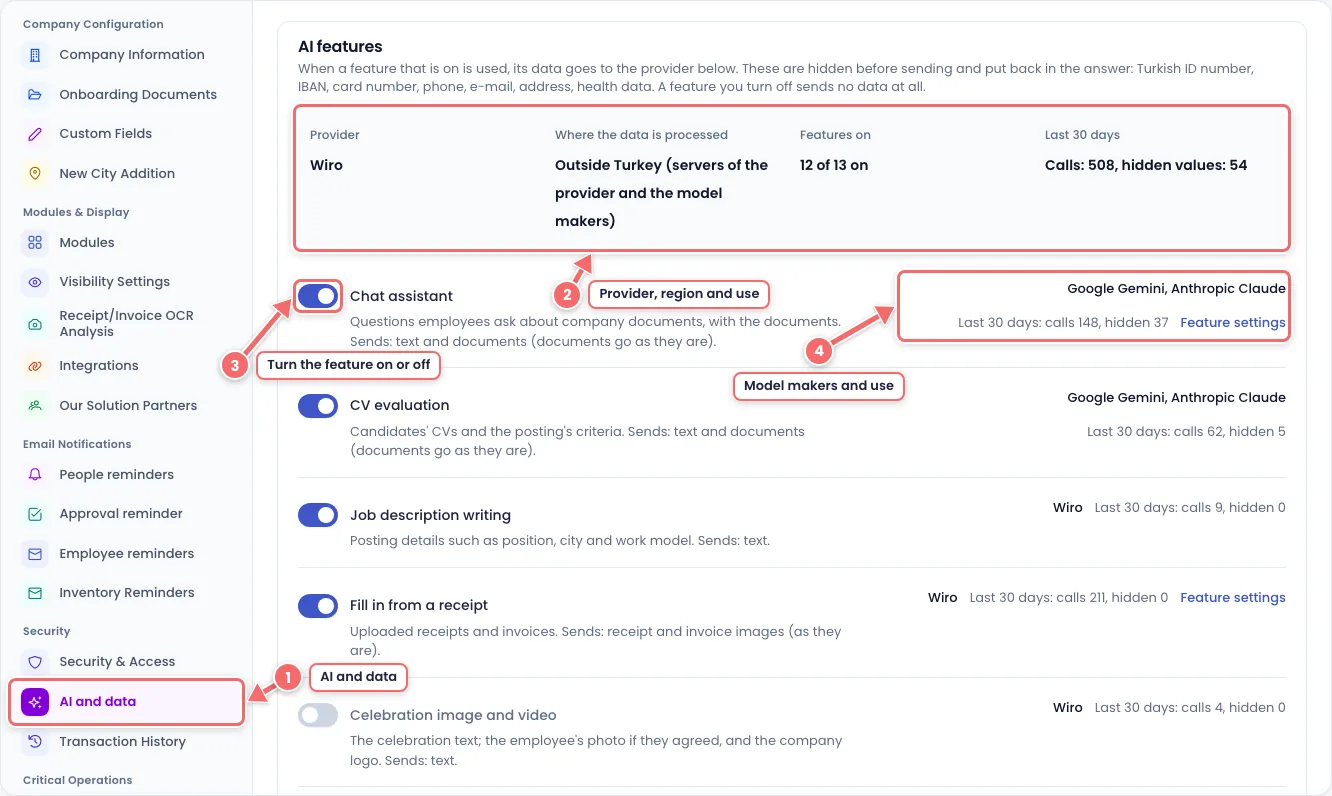 Company Configuration
Company Information
Onboarding Documents
Custom Fields
New City Addition
Modules & Display
Modules
Visibility Settings
Receipt/Invoice OCR
Analysis
Integrations
Our Solution Partners
Email Notifications
People reminders
Approval reminder
Employee reminders
Inventory Reminders
Security
Security & Access
AI and data
Transaction History
Critical Operations
AI features
When a feature that is on is used, its data goes to the provider below. These are hidden before sending and put back in the answer: Turkish ID number,
IBAN, card number, phone, e-mail, address, health data. A feature you turn off sends no data at all.
Provider
Wiro
Where the data is processed
Outside Turkey (servers of the
provider and the model
makers)
Features on
12 of 13 on
Last 30 days
Calls: 508, hidden values: 54
2
Provider, region and use
Chat assistant
Questions employees ask about company documents, with the documents.
Sends: text and documents (documents go as they are).
Google Gemini, Anthropic Claude
Last 30 days: calls 148, hidden 37 Feature settings
3
Turn the feature on or off
4
Model makers and use
CV evaluation
Candidates' CVs and the posting's criteria. Sends: text and documents
(documents go as they are).
Google Gemini, Anthropic Claude
Last 30 days: calls 62, hidden 5
Job description writing
Posting details such as position, city and work model. Sends: text.
Wiro Last 30 days: calls 9, hidden 0
Fill in from a receipt
Uploaded receipts and invoices. Sends: receipt and invoice images (as they
are).
Wiro Last 30 days: calls 211, hidden 0 Feature settings
1
AI and data
Celebration image and video
The celebration text; the employee's photo if they agreed, and the company
logo. Sends: text.
Wiro Last 30 days: calls 4, hidden 0